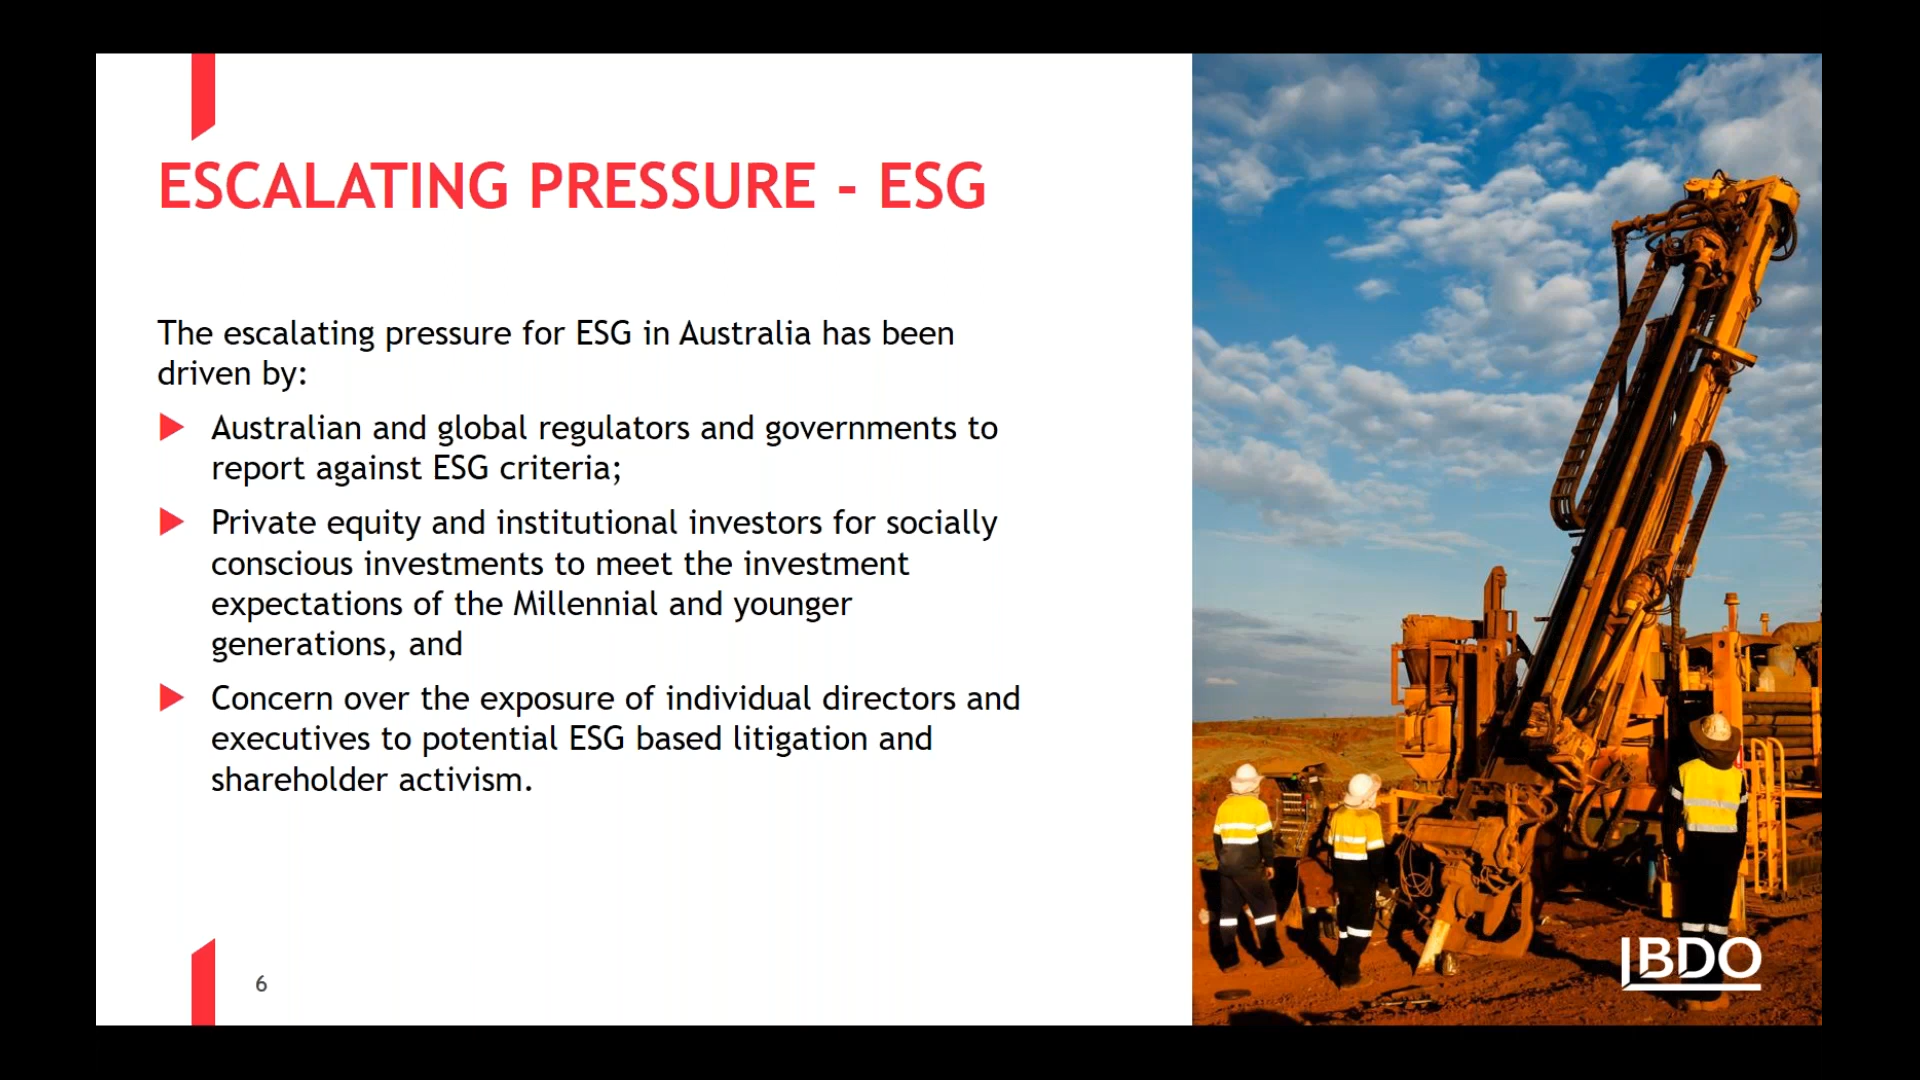 ESCALATING PRESSURE - ESG
The escalating pressure for ESG in Australia has been
driven by:
Australian and global regulators and governments to
report against ESG criteria;
Private equity and institutional investors for socially
conscious investments to meet the investment
expectations of the Millennial and younger
generations, and
Concern over the exposure of individual directors and
executives to potential ESG based litigation and
shareholder activism.
6
BDO